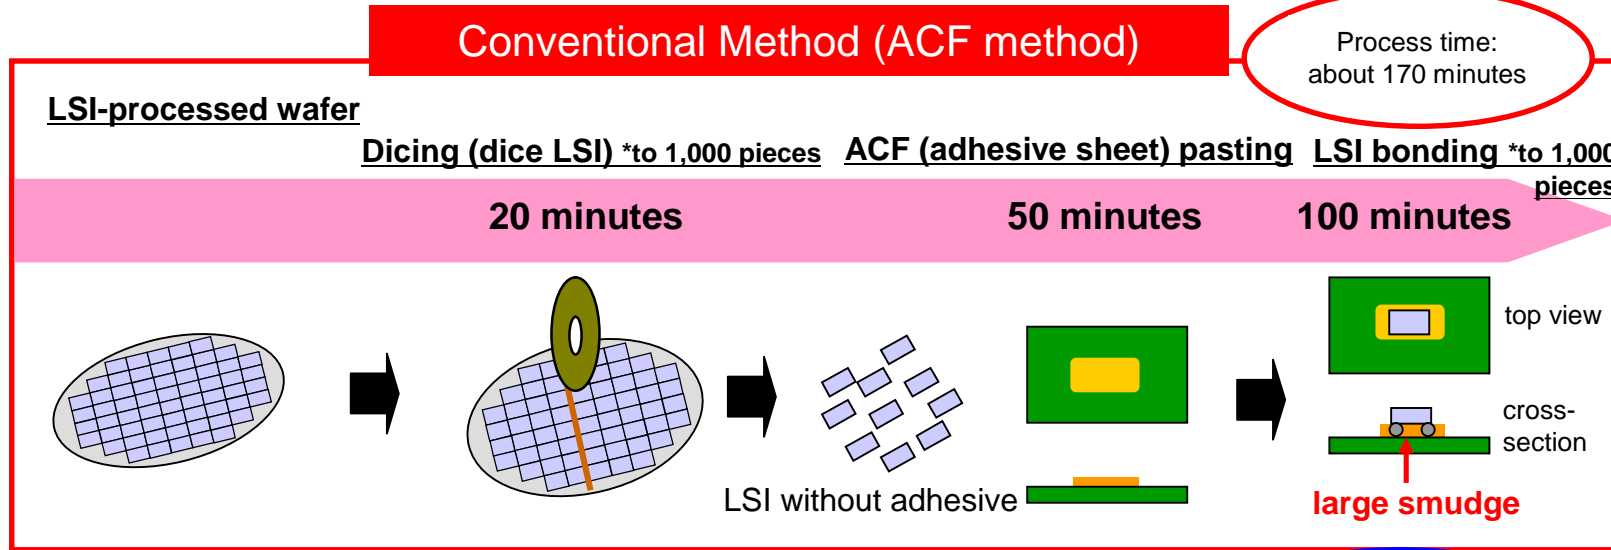 Conventional Method (ACF method)
Process time:
about 170 minutes
LSI-processed wafer
Dicing (dice LSI) *to 1,000 pieces
ACF (adhesive sheet) pasting
LSI bonding *to 1,000
pieces
20 minutes
50 minutes
100 minutes
top view
cross-
section
LSI without adhesive
large smudge